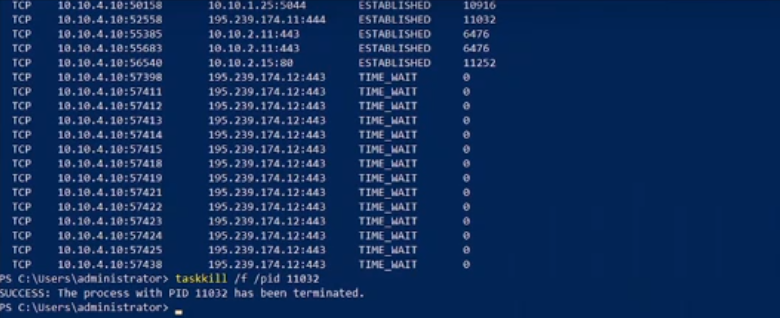 TCP 10.10.4.10:50158 10.10.1.25:5044 ESTABLISHED 10916
TCP 10.10.4.10:52558 195.239.174.11:444 ESTABLISHED 11032
TCP 10.10.4.10:55385 10.10.2.11:443 ESTABLISHED 6476
TCP 10.10.4.10:55683 10.10.2.11:443 ESTABLISHED 6476
TCP 10.10.4.10:56540 10.10.2.15:80 ESTABLISHED 11252
TCP 10.10.4.10:57398 195.239.174.12:443 TIME_WAIT 0
TCP 10.10.4.10:57411 195.239.174.12:443 TIME_WAIT 0
TCP 10.10.4.10:57412 195.239.174.12:443 TIME_WAIT 0
TCP 10.10.4.10:57413 195.239.174.12:443 TIME_WAIT 0
TCP 10.10.4.10:57414 195.239.174.12:443 TIME_WAIT 0
TCP 10.10.4.10:57415 195.239.174.12:443 TIME_WAIT 0
TCP 10.10.4.10:57418 195.239.174.12:443 TIME_WAIT 0
TCP 10.10.4.10:57419 195.239.174.12:443 TIME_WAIT 0
TCP 10.10.4.10:57421 195.239.174.12:443 TIME_WAIT 0
TCP 10.10.4.10:57422 195.239.174.12:443 TIME_WAIT 0
TCP 10.10.4.10:57423 195.239.174.12:443 TIME_WAIT 0
TCP 10.10.4.10:57424 195.239.174.12:443 TIME_WAIT 0
TCP 10.10.4.10:57425 195.239.174.12:443 TIME_WAIT 0
TCP 10.10.4.10:57438 195.239.174.12:443 TIME_WAIT 0
PS C:\Users\administrator> taskkill /f /pid 11032
SUCCESS: The process with PID 11032 has been terminated.
PS C:\Users\administrator>